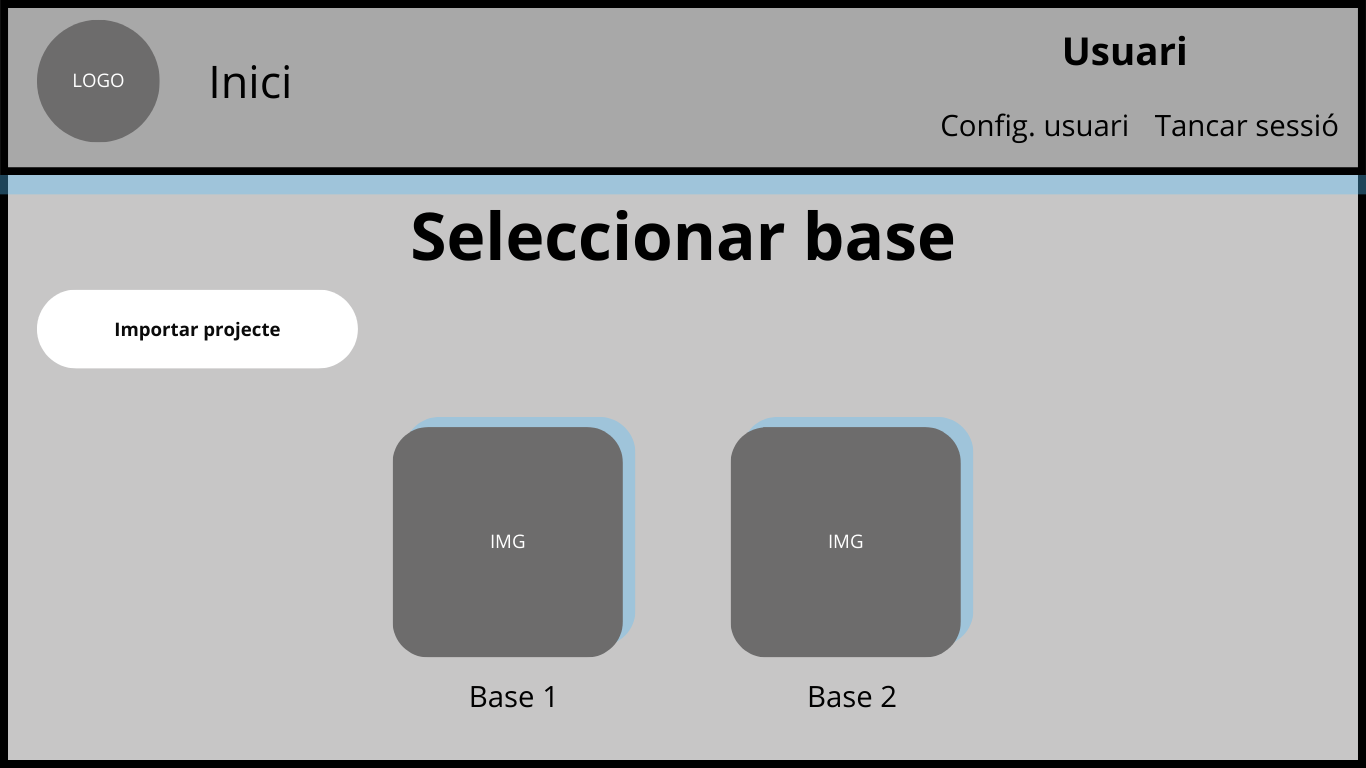 LOGO
Inici
Usuari
Config. usuari
Tancar sessió
Seleccionar base
Importar projecte
IMG
IMG
Base 1
Base 2